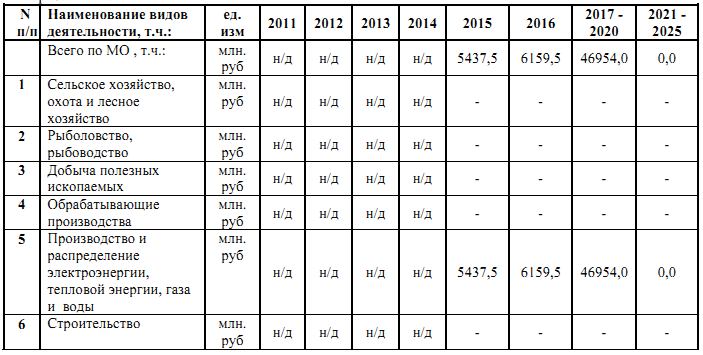 N п/п Наименование видов деятельности, т.ч.: ед. изм 2011 2012 2013 2014 2015 2016 2017 - 2020 2021 - 2025
Всего по МО , т.ч.: млн. руб н/д н/д н/д н/д 5437,5 6159,5 46954,0 0,0
1 Сельское хозяйство, охота и лесное хозяйство млн. руб н/д н/д н/д н/д - - - -
2 Рыболовство, рыбоводство млн. руб н/д н/д н/д н/д - - - -
3 Добыча полезных ископаемых млн. руб н/д н/д н/д н/д - - - -
4 Обрабатывающие производства млн. руб н/д н/д н/д н/д - - - -
5 Производство и распределение электроэнергии, тепловой энергии, газа и воды млн. руб н/д н/д н/д н/д 5437,5 6159,5 46954,0 0,0
6 Строительство млн. руб н/д н/д н/д н/д - - - -